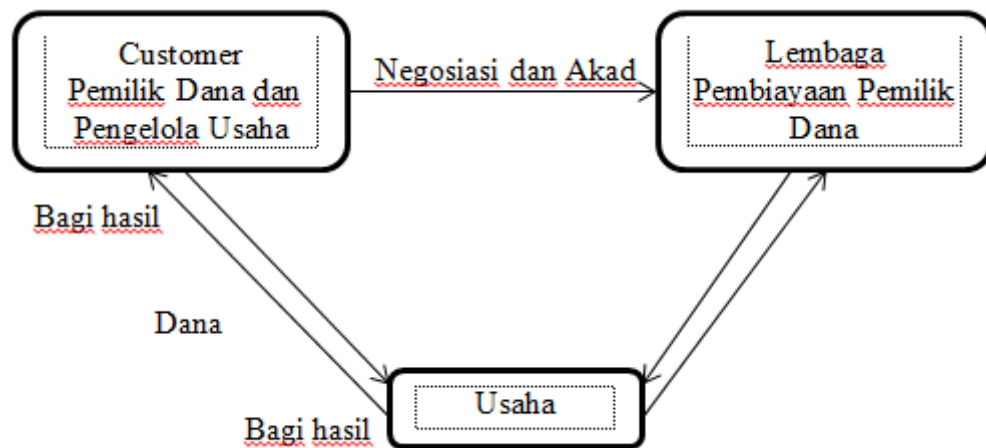 Customer
Pemilik Dana dan
Pengelola Usaha
Negosiasi dan Akad
Lembaga
Pembiayaan Pemilik
Dana
Bagi hasil
Dana
Usaha
Bagi hasil